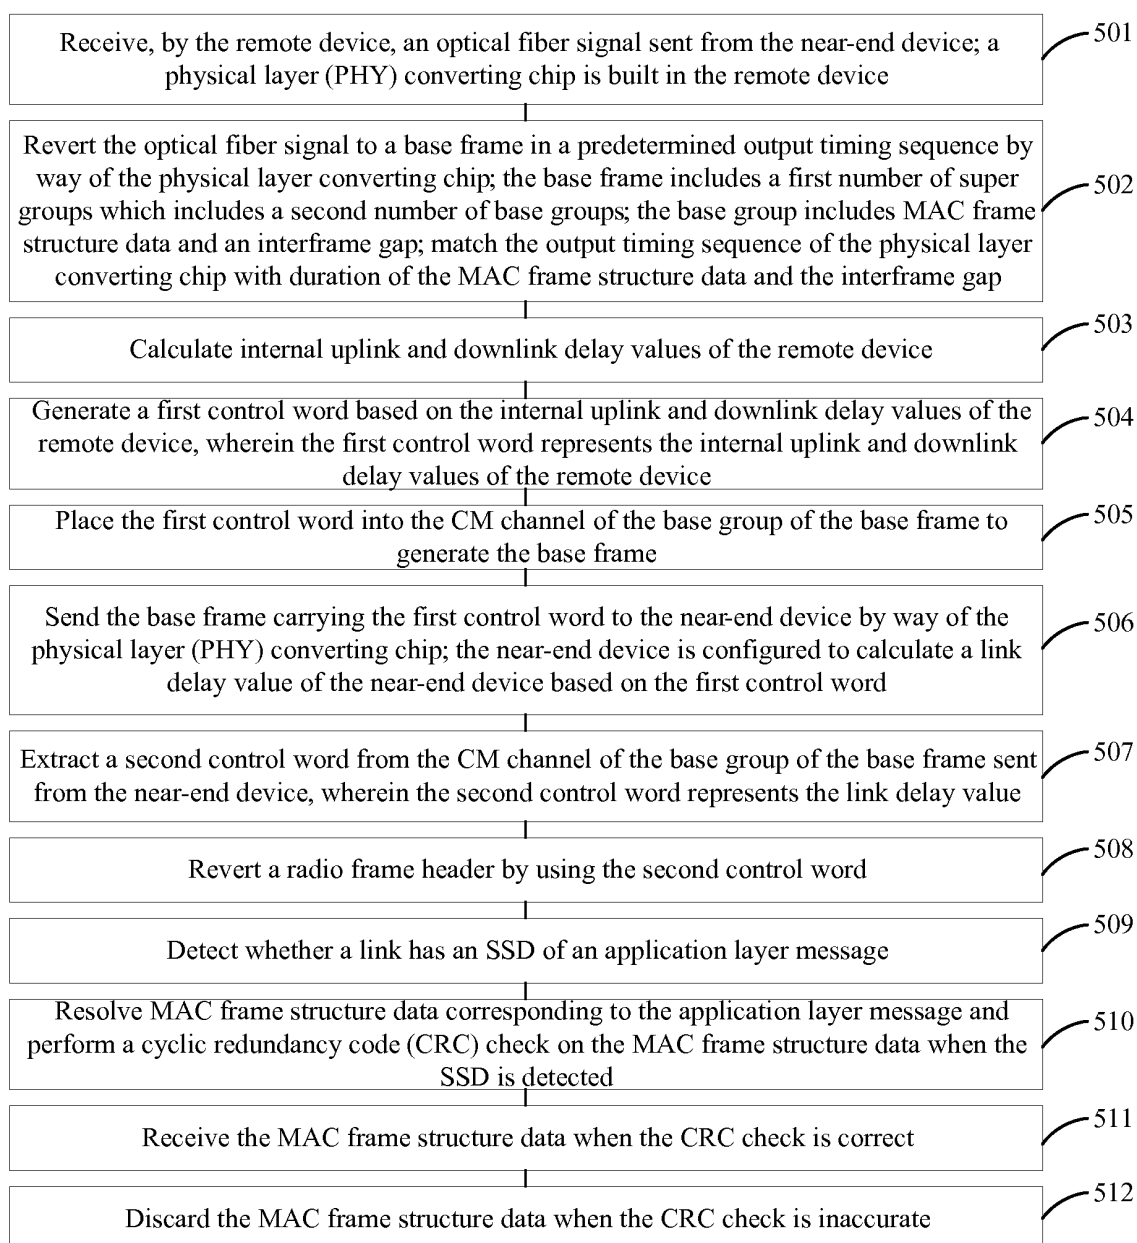 Receive, by the remote device, an optical fiber signal sent from the near-end device; a
physical layer (PHY) converting chip is built in the remote device
501
Revert the optical fiber signal to a base frame in a predetermined output timing sequence by
way of the physical layer converting chip; the base frame includes a first number of super
groups which includes a second number of base groups; the base group includes MAC frame
structure data and an interframe gap; match the output timing sequence of the physical layer
converting chip with duration of the MAC frame structure data and the interframe gap
502
Calculate internal uplink and downlink delay values of the remote device
503
Generate a first control word based on the internal uplink and downlink delay values of the
remote device, wherein the first control word represents the internal uplink and downlink
delay values of the remote device
504
Place the first control word into the CM channel of the base group of the base frame to
generate the base frame
505
Send the base frame carrying the first control word to the near-end device by way of the
physical layer (PHY) converting chip; the near-end device is configured to calculate a link
delay value of the near-end device based on the first control word
506
Extract a second control word from the CM channel of the base group of the base frame sent
from the near-end device, wherein the second control word represents the link delay value
507
Revert a radio frame header by using the second control word
508
Detect whether a link has an SSD of an application layer message
509
Resolve MAC frame structure data corresponding to the application layer message and
perform a cyclic redundancy code (CRC) check on the MAC frame structure data when the
SSD is detected
510
Receive the MAC frame structure data when the CRC check is correct
511
Discard the MAC frame structure data when the CRC check is inaccurate
512